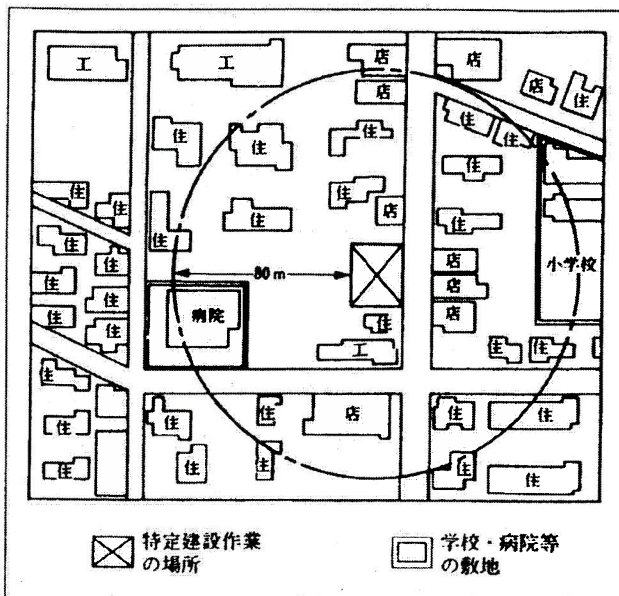 工 工 店 店
店 店 住
住
住 住 住
住
住
住 住
住 店
住 住
住 住
住 店 小学校
80m
住 店
住
住 病院 住 店
住
工 住 住
住
住 店 住 住
住 住
住 住 住 住
住
特定建設作業
の場所
学校・病院等
の敷地